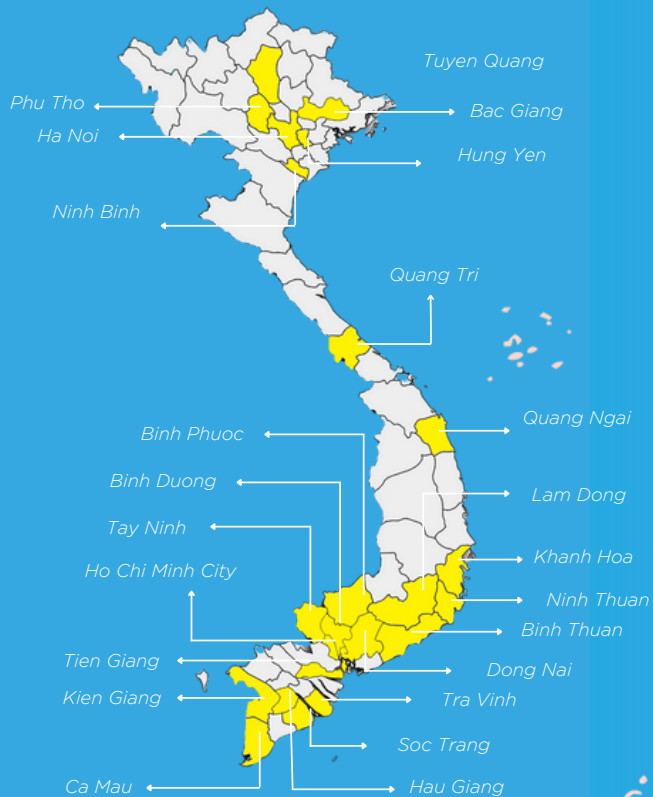 Tuyen Quang
Phu Tho
Bac Giang
Ha Noi
Hung Yen
Ninh Binh
Quang Tri
Quang Ngai
Binh Phuoc
Binh Duong
Lam Dong
Tay Ninh
Khanh Hoa
Ho Chi Minh City
Ninh Thuan
Binh Thuan
Tien Giang
Dong Nai
Kien Giang
Tra Vinh
Soc Trang
Ca Mau
Hau Giang